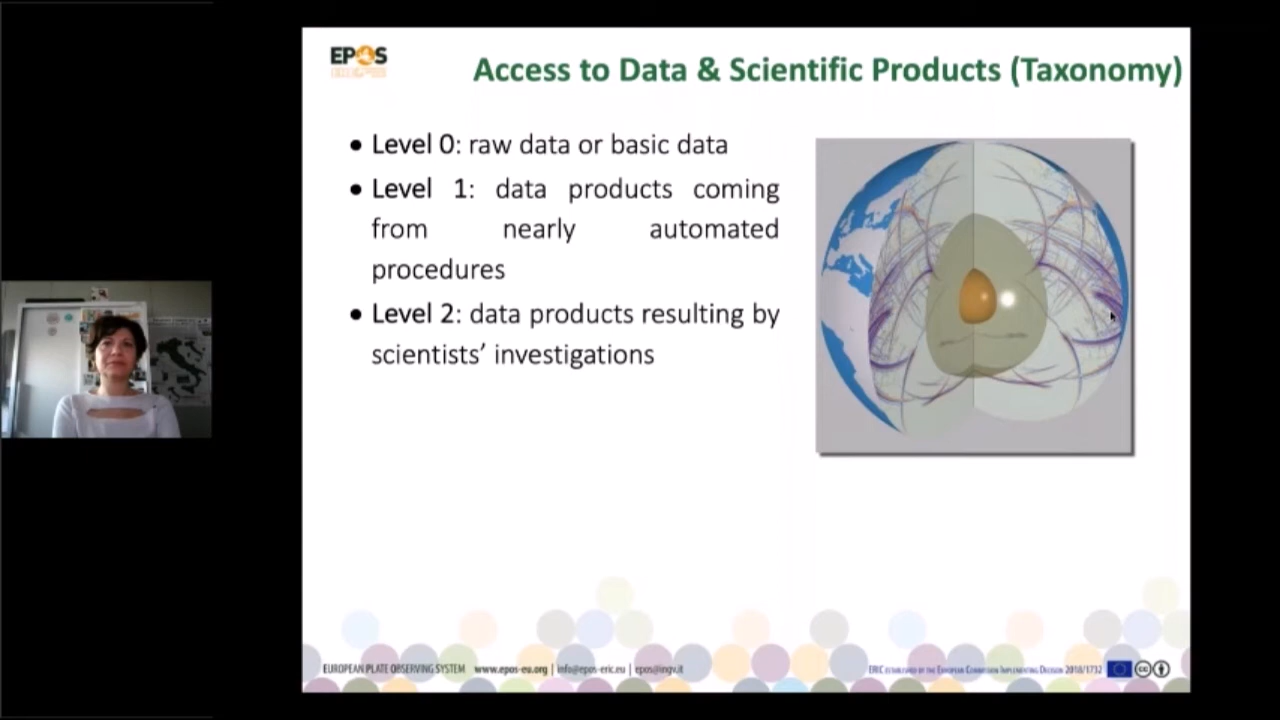 EPOS
Access to Data & Scientific Products (Taxonomy)
• Level 0: raw data or basic data
• Level 1: data products coming
from nearly automated
procedures
• Level 2: data products resulting by
scientists’ investigations
EUROPEAN PLATE OBSERVING SYSTEM www.epos-eu.org | info@epos-eric.eu | epos@ingv.it
ERIC ESTABLISHED BY THE EUROPEAN COMMISSION IMPLEMENTING DECISION 2018/1732
cc